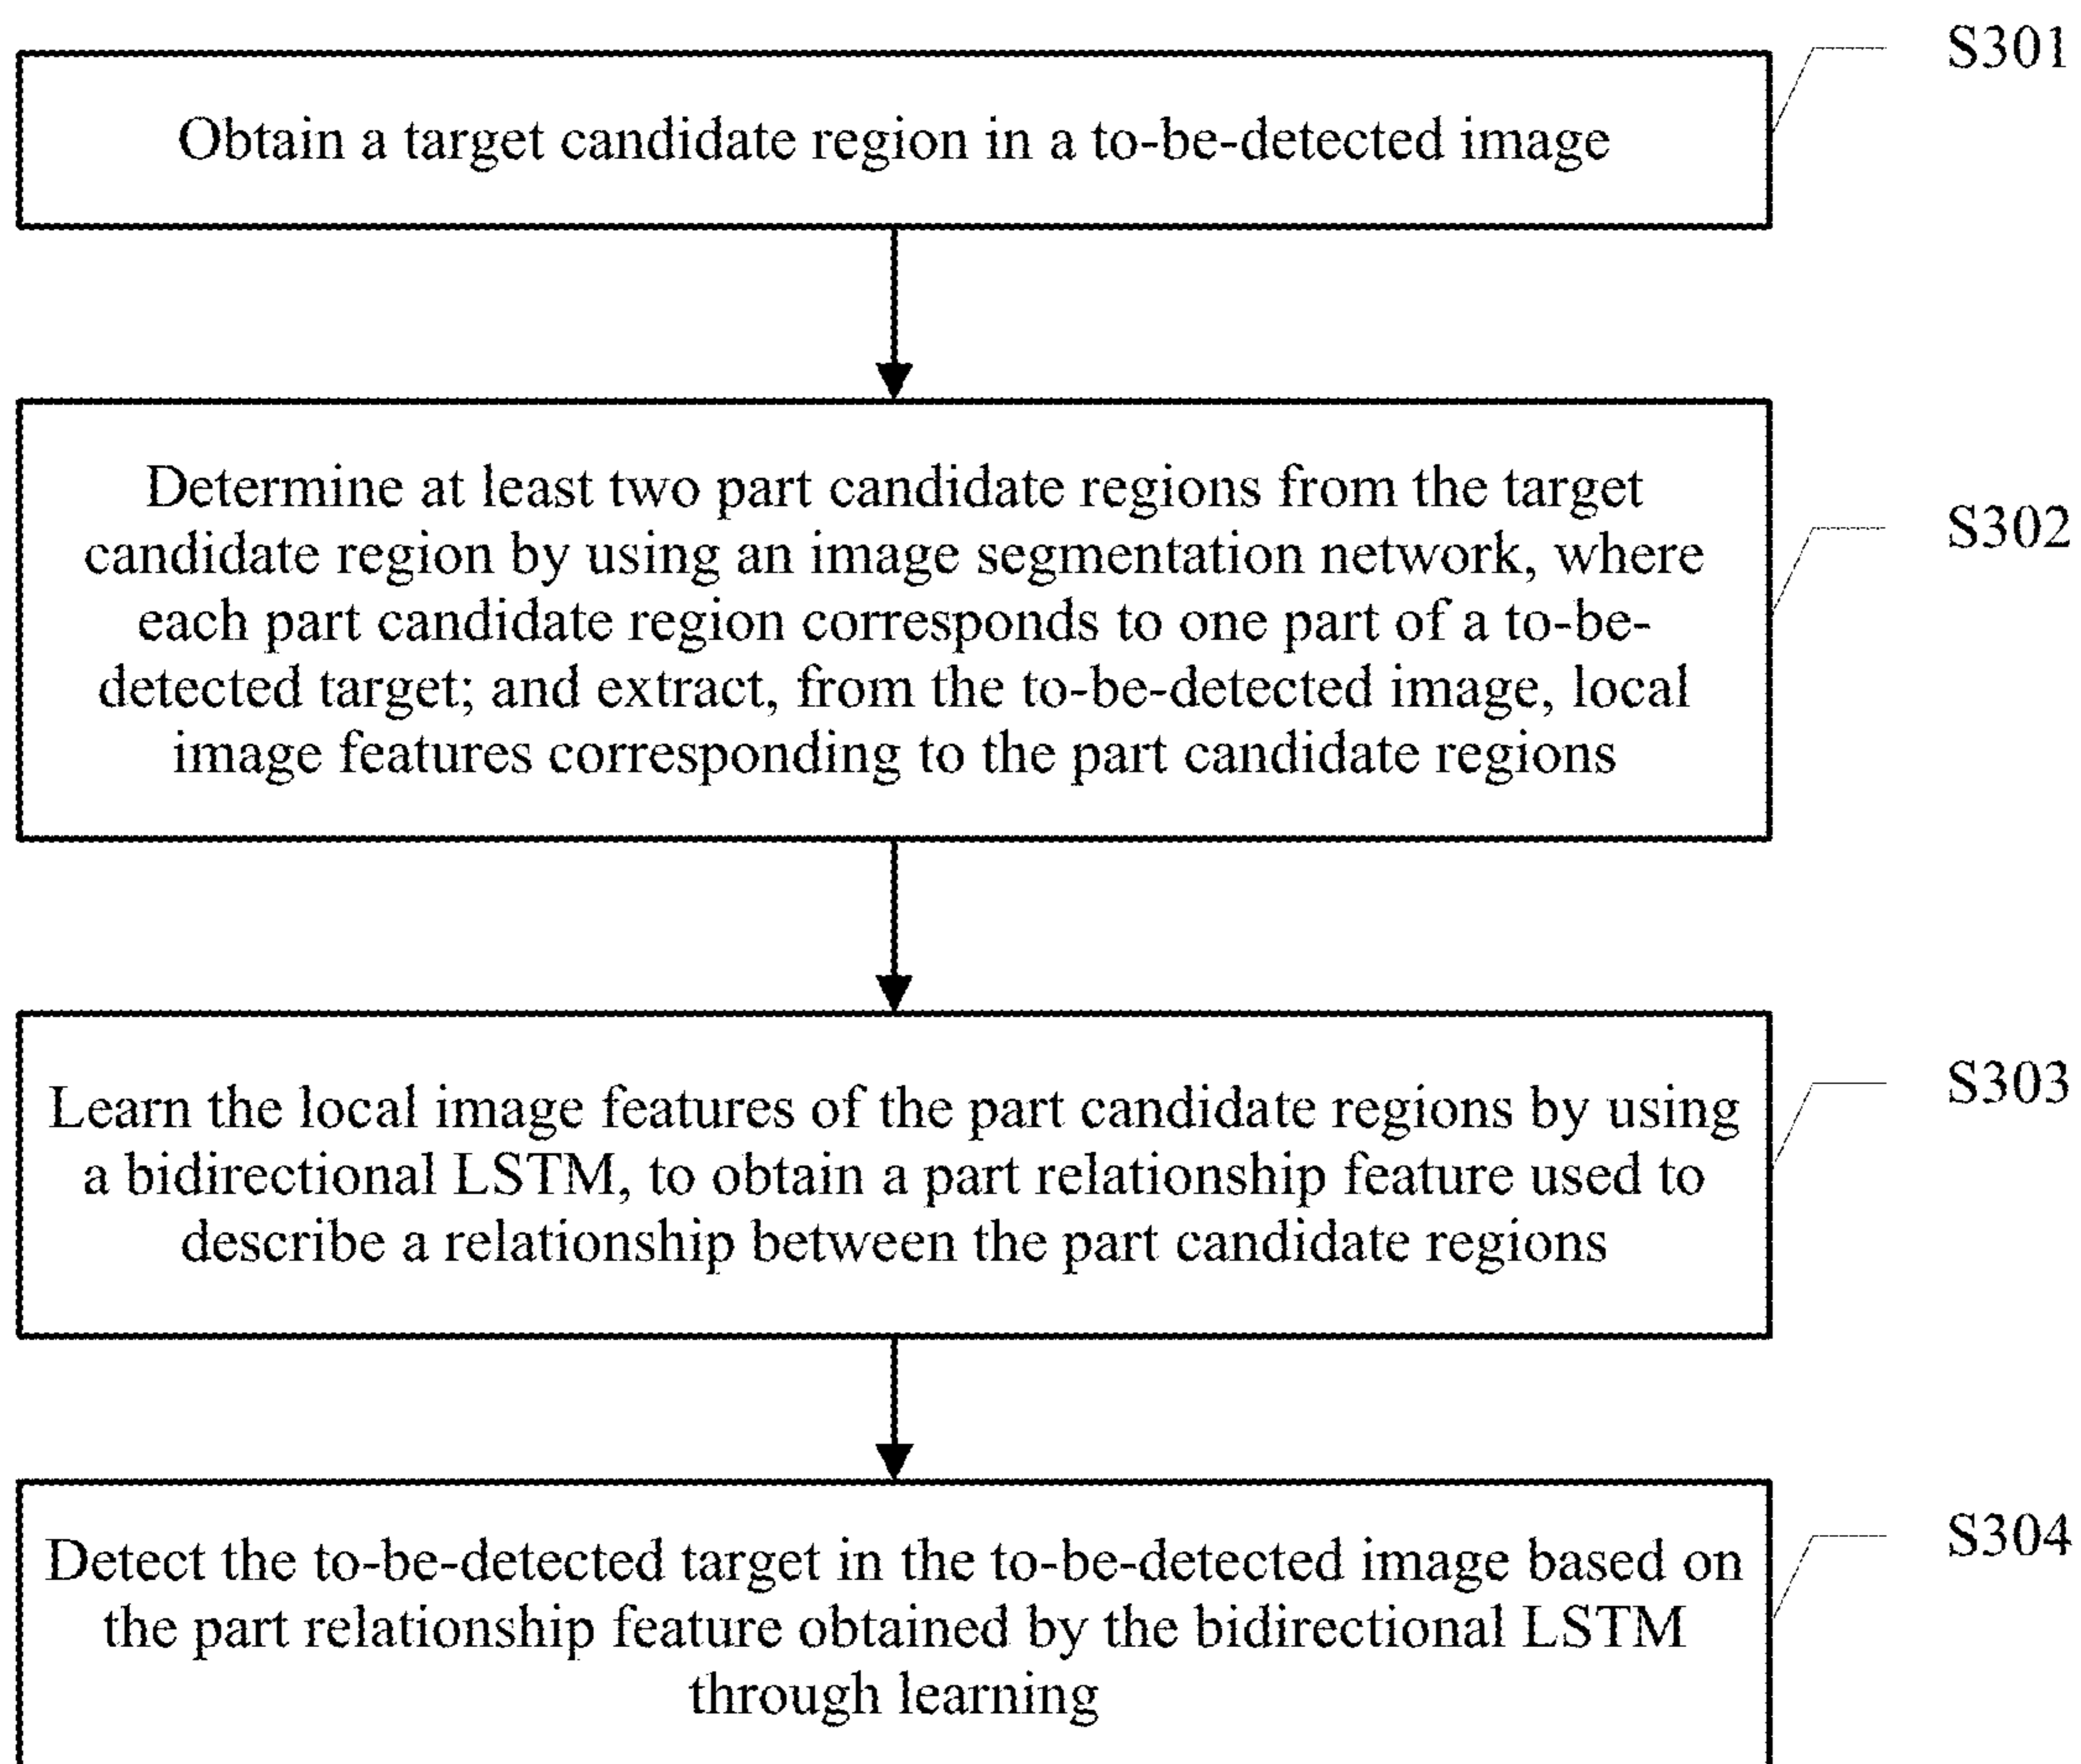 S301
Obtain a target candidate region in a to-be-detected image
Determine at least two part candidate regions from the target
candidate region by using an image segmentation network, where
each part candidate region corresponds to one part of a to-be-
detected target; and extract, from the to-be-detected image, local
image features corresponding to the part candidate regions
S302
Learn the local image features of the part candidate regions by using
a bidirectional LSTM, to obtain a part relationship feature used to
describe a relationship between the part candidate regions
S303
Detect the to-be-detected target in the to-be-detected image based on
the part relationship feature obtained by the bidirectional LSTM
through learning
S304